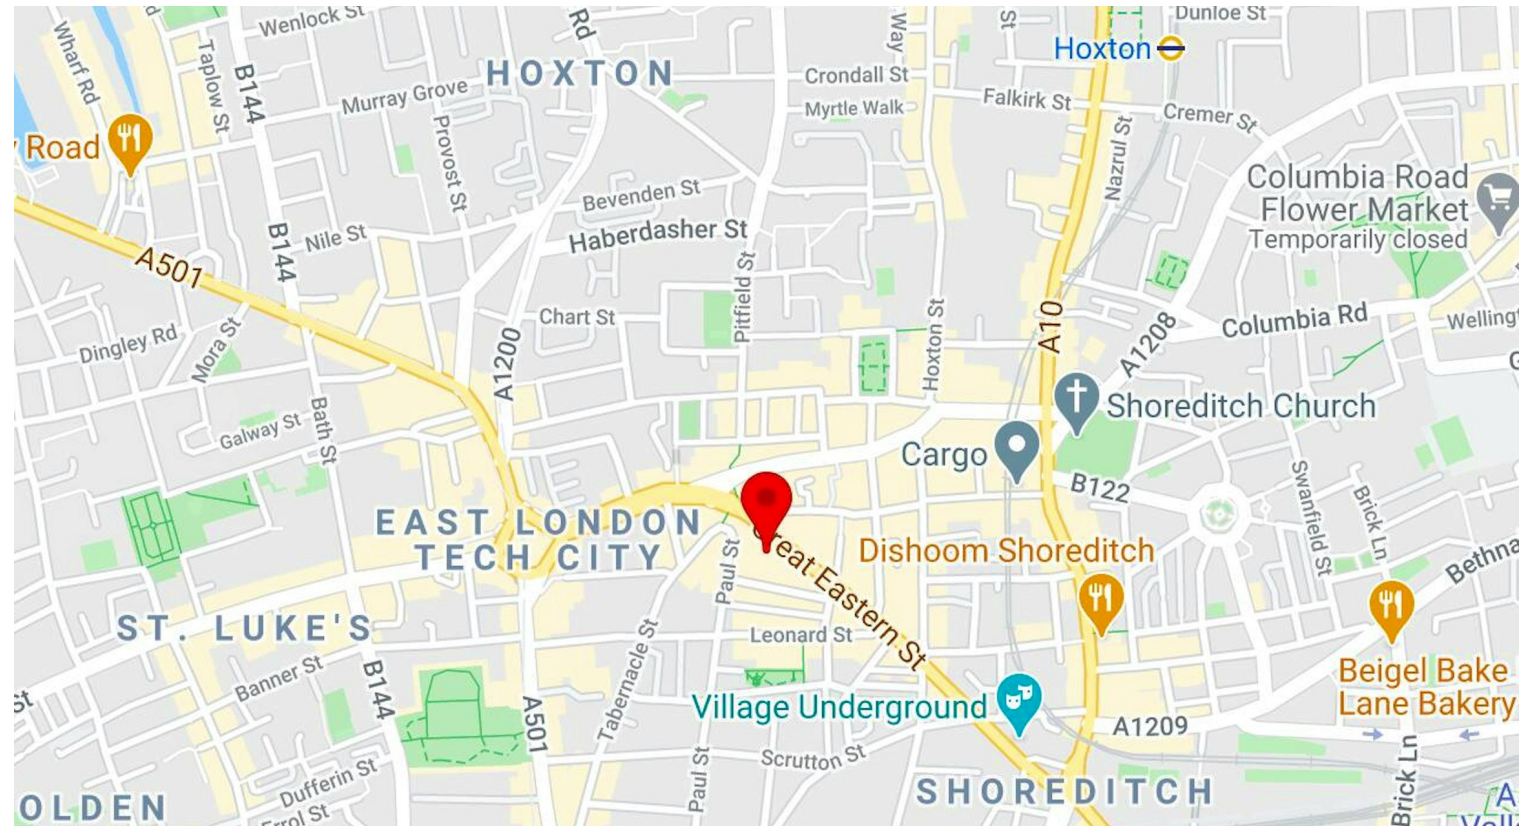 Wenlock St
Rd
Way
St
Dunloe St
Wharf Rd
Taplow St
B144
HOXTON
Hoxton
Crondall St
Murray Grove
Myrtle Walk
Falkirk St
Cremer St
Road
Provost St
Nazrul St
Columbia Road
Flower Market
Temporarily closed
Bevenden St
Haberdasher St
Nile St
B144
A501
Pitfield St
Chart St
Hoxton St
A10
A1208
Columbia Rd
Dingley Rd
Mora St
A1200
Shoreditch Church
Galway St
Bath St
Cargo
B122
Swanfield St
Brick Ln
EAST LONDON
TECH CITY
Great Eastern St
Dishoom Shoreditch
Paul St
ST. LUKE'S
Leonard St
Tabernacle St
Banner St
B144
Beigel Bake
Lane Bakery
St
A501
Village Underground
A1209
Scrutton St
Paul St
Dufferin St
SHOREDITCH
Brick Ln
OLDEN
Errol St